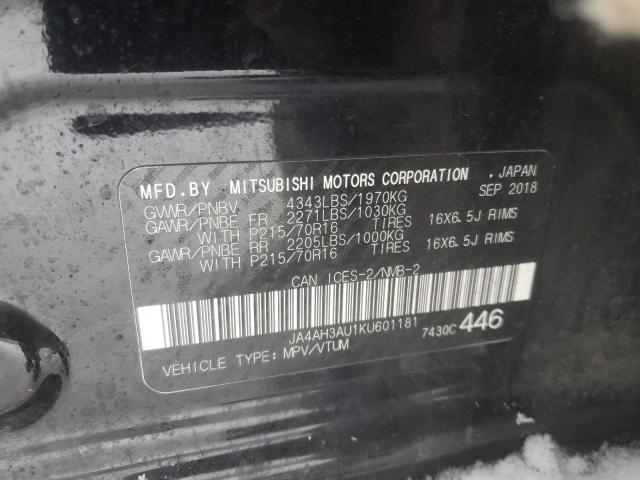 MFD.BY MITSUBISHI MOTORS CORPORATION , JAPAN
GVWR/PNBV 4343LBS/1970KG SEP 2018
GAWR/PNBE FR 2271LBS/1030KG
WITH P215/70R16 TIRES 16X6.5J RIMS
GAWR/PNBE RR 2205LBS/1000KG
WITH P215/70R16 TIRES 16X6.5J RIMS
CAN ICES-2/NMB-2
JA4AH3AU1KU601181 7430C 446
VEHICLE TYPE: MPV/VTUM